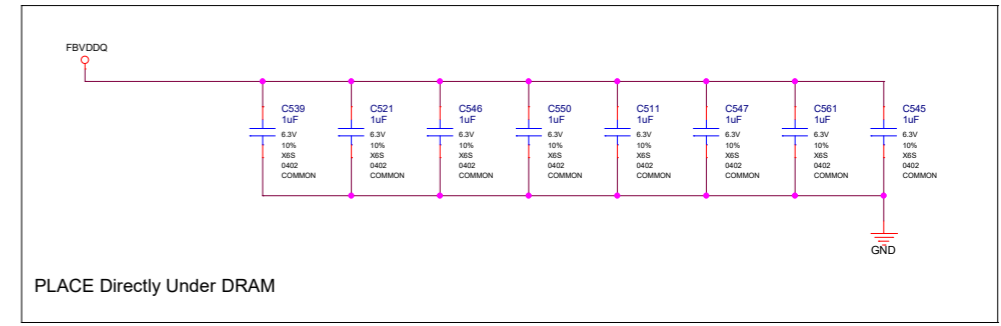 FBVDDQ
C539
1uF
6.3V
10%
X6S
0402
COMMON
C521
1uF
6.3V
10%
X6S
0402
COMMON
C546
1uF
6.3V
10%
X6S
0402
COMMON
C550
1uF
6.3V
10%
X6S
0402
COMMON
C511
1uF
6.3V
10%
X6S
0402
COMMON
C547
1uF
6.3V
10%
X6S
0402
COMMON
C561
1uF
6.3V
10%
X6S
0402
COMMON
C545
1uF
6.3V
10%
X6S
0402
COMMON
GND
PLACE Directly Under DRAM